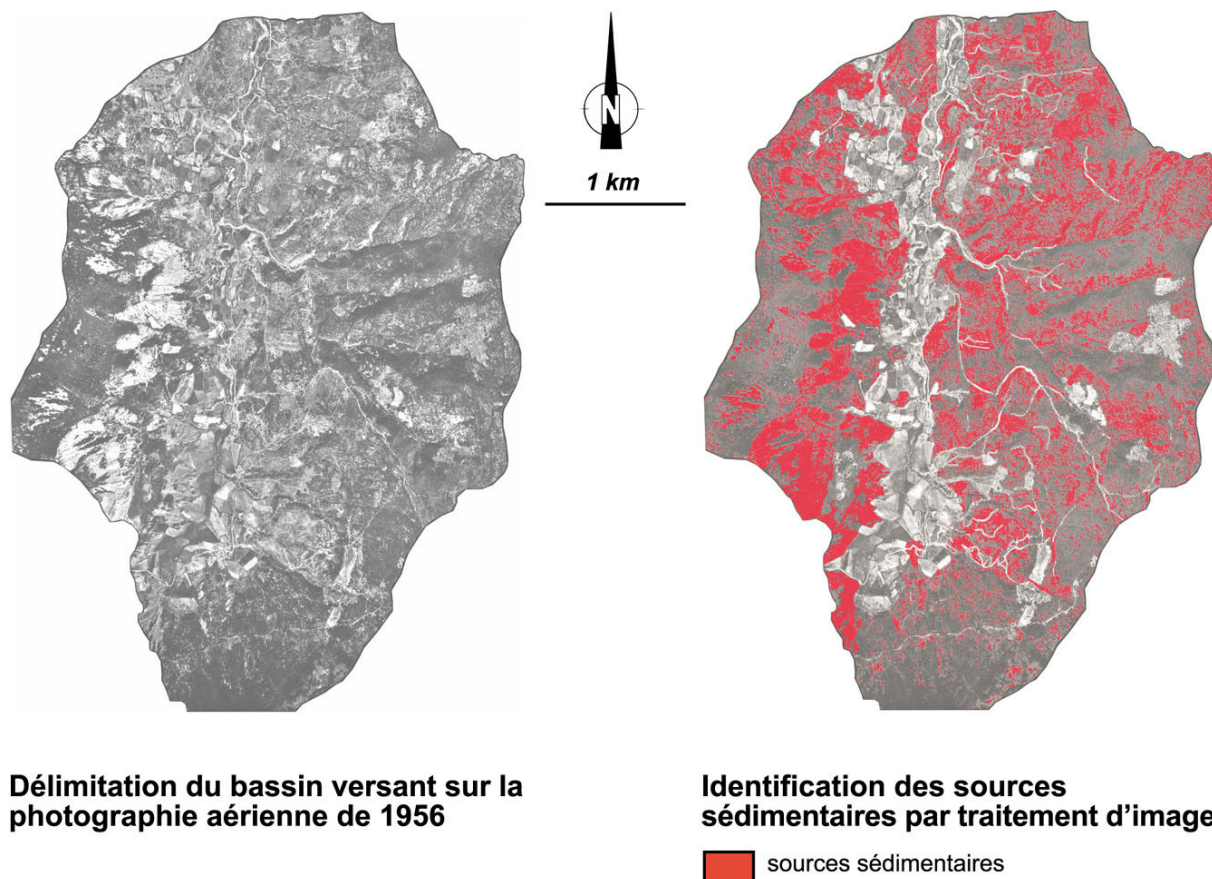 N
1 km
Délimitation du bassin versant sur la
photographie aérienne de 1956
Identification des sources
sédimentaires par traitement d'image
sources sédimentaires